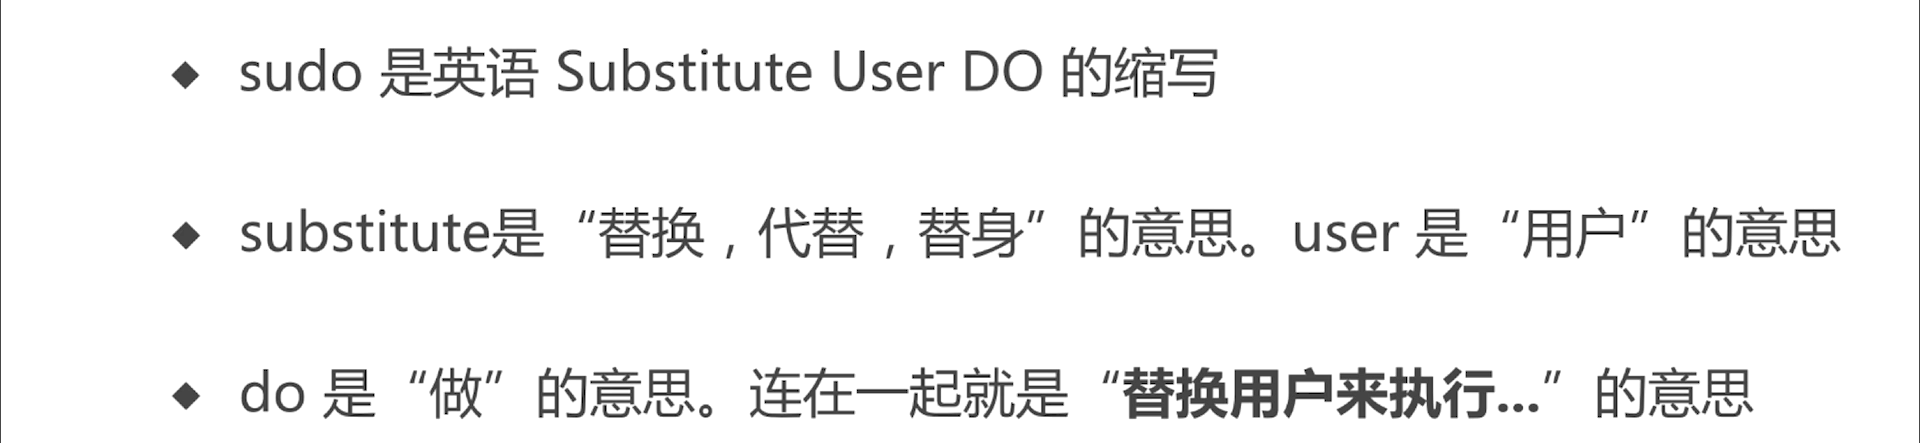 ◆ sudo 是英语 Substitute User DO 的缩写
◆ substitute是“替换，代替，替身”的意思。user 是“用户”的意思
◆ do 是“做”的意思。连在一起就是“替换用户来执行...”的意思